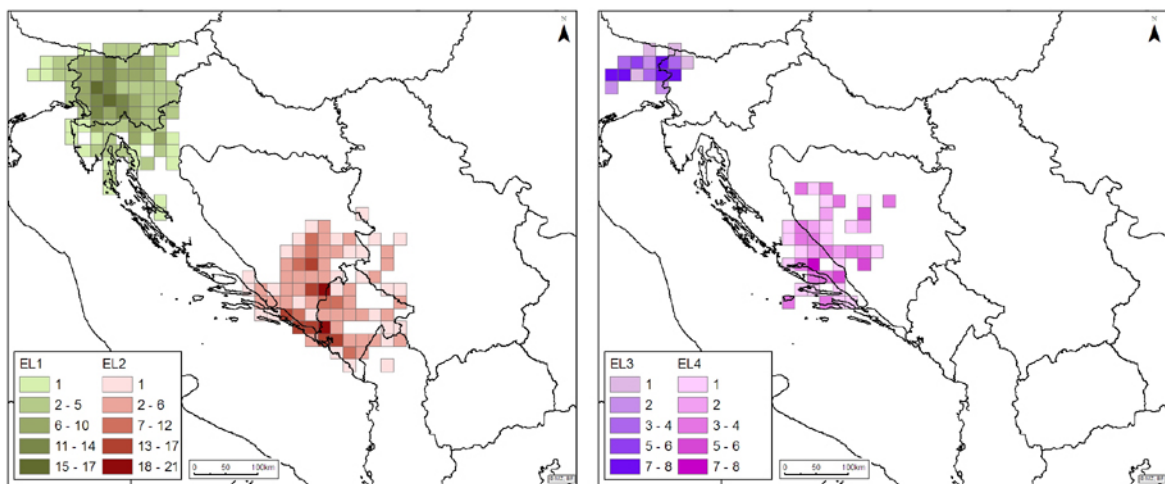 N
EL1 EL2
1 1
2 - 5 2 - 6
6 - 10 7 - 12
11 - 14 13 - 17
15 - 17 18 - 21
0 50 100km
N
EL3 EL4
1 1
2 2
3 - 4 3 - 4
5 - 6 5 - 6
7 - 8 7 - 8
0 50 100km